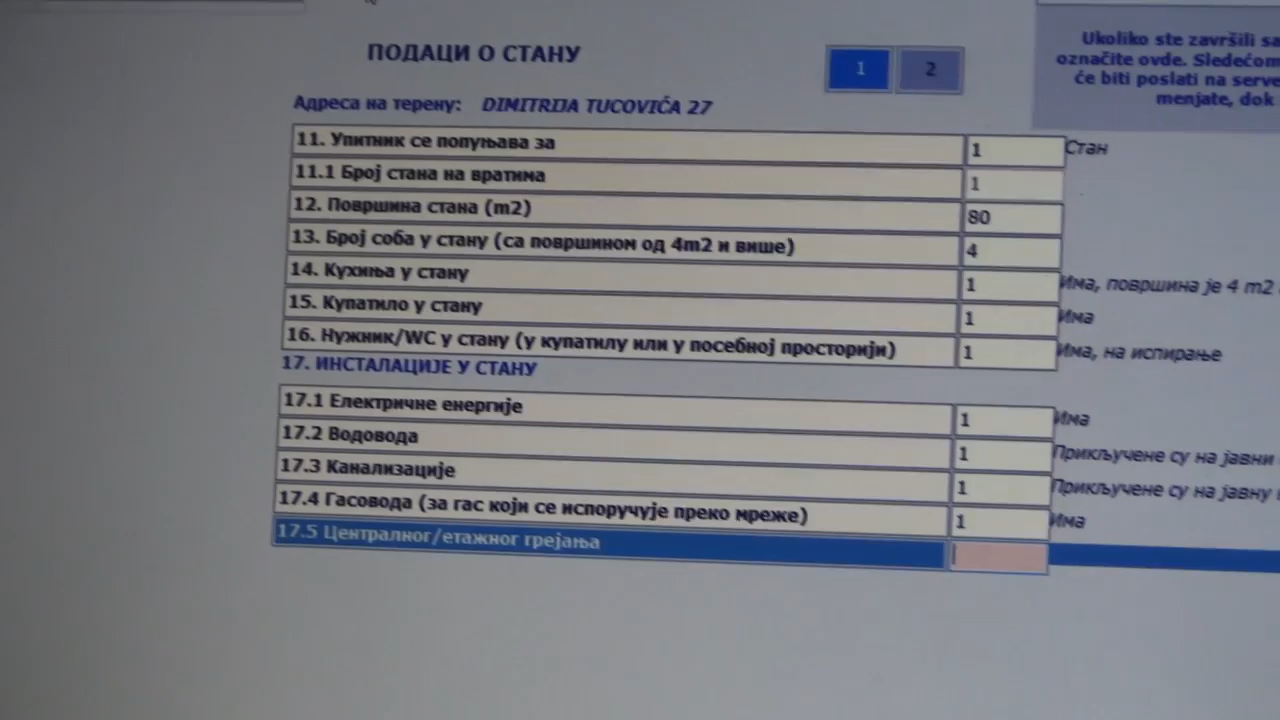 ПОДАЦИ О СТАНУ
1 2
Ukoliko ste završili
označite ovde. Sledećom
će biti poslati na
menjate, dok
Адреса на терену: DIMITRIJA TUCOVIĆA 27
11. Упитник се попуњава за 1 Стан
11.1 Број стана на вратима 1
12. Површина стана (m2) 80
13. Број соба у стану (са површином од 4m2 и више) 4
14. Кухиња у стану 1 Има, површина је 4 m2
15. Купатило у стану 1 Има
16. Нужник/WC у стану (у купатилу или у посебној просторији) 1 Има, на испирање
17. ИНСТАЛАЦИЈЕ У СТАНУ
17.1 Електричне енергије 1 Има
17.2 Водовода 1 Прикључене су на јавни
17.3 Канализације 1 Прикључене су на јавну
17.4 Гасовода (за гас који се испоручује преко мреже) 1 Има
17.5 Централног/етажног грејања